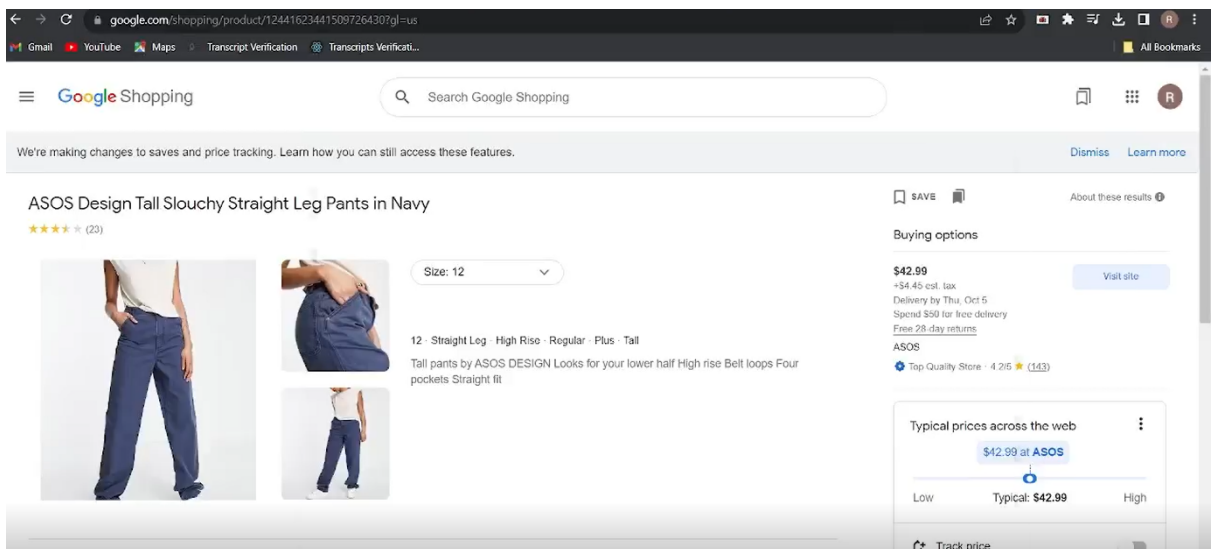 google.com/shopping/product/12441623441509726430?gl=us
Gmail YouTube Maps Transcript Verification Transcripts Verificati... All Bookmarks
Google Shopping Search Google Shopping R
We're making changes to saves and price tracking. Learn how you can still access these features. Dismiss Learn more
ASOS Design Tall Slouchy Straight Leg Pants in Navy
(23)
Size: 12
12 · Straight Leg · High Rise · Regular · Plus · Tall
Tall pants by ASOS DESIGN Looks for your lower half High rise Belt loops Four
pockets Straight fit
SAVE About these results
Buying options
$42.99 Visit site
+$4.45 est. tax
Delivery by Thu, Oct 5
Spend $50 for free delivery
Free 28-day returns
ASOS
Top Quality Store · 4.2/5 ★ (143)
Typical prices across the web
$42.99 at ASOS
Low Typical: $42.99 High
Track price